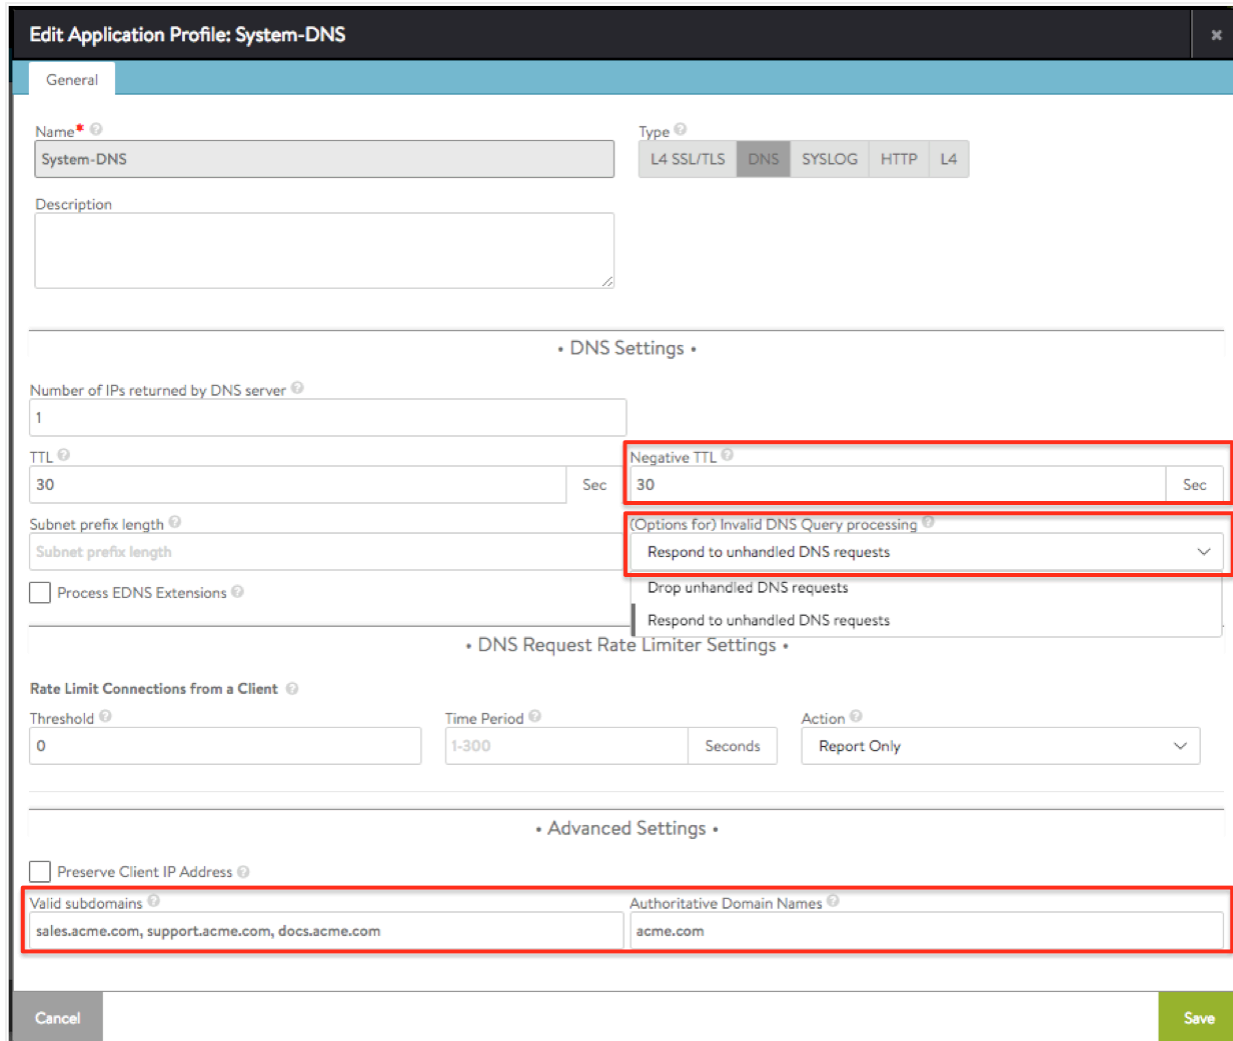 Edit Application Profile: System-DNS
×
General
Name*
Type
System-DNS
L4 SSL/TLS DNS SYSLOG HTTP L4
Description
• DNS Settings •
Number of IPs returned by DNS server
1
TTL
Negative TTL
30 Sec
30 Sec
Subnet prefix length
(Options for) Invalid DNS Query processing
Subnet prefix length
Respond to unhandled DNS requests
Drop unhandled DNS requests
Process EDNS Extensions
Respond to unhandled DNS requests
• DNS Request Rate Limiter Settings •
Rate Limit Connections from a Client
Threshold
Time Period
Action
0
1-300 Seconds
Report Only
• Advanced Settings •
Preserve Client IP Address
Valid subdomains
Authoritative Domain Names
sales.acme.com, support.acme.com, docs.acme.com
acme.com
Cancel
Save